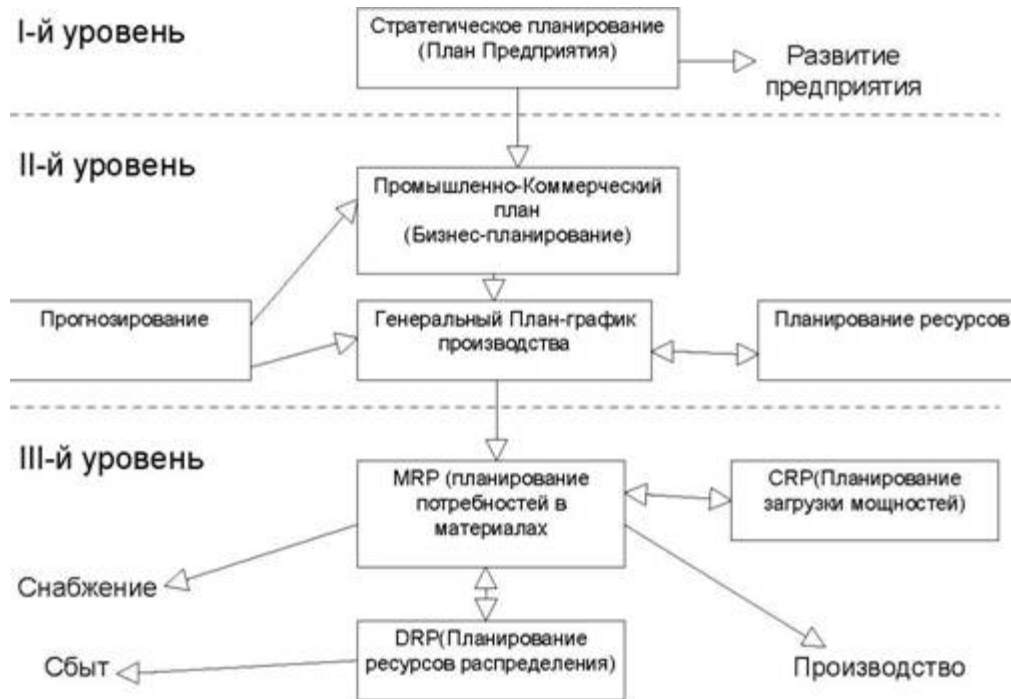 I-й уровень
Стратегическое планирование
(План Предприятия)
Развитие
предприятия
II-й уровень
Промышленно-Коммерческий
план
(Бизнес-планирование)
Прогнозирование
Генеральный План-график
производства
Планирование ресурсов
III-й уровень
MRP (планирование
потребностей в
материалах
CRP(Планирование
загрузки мощностей)
Снабжение
DRP(Планирование
ресурсов распределения)
Сбыт
Производство